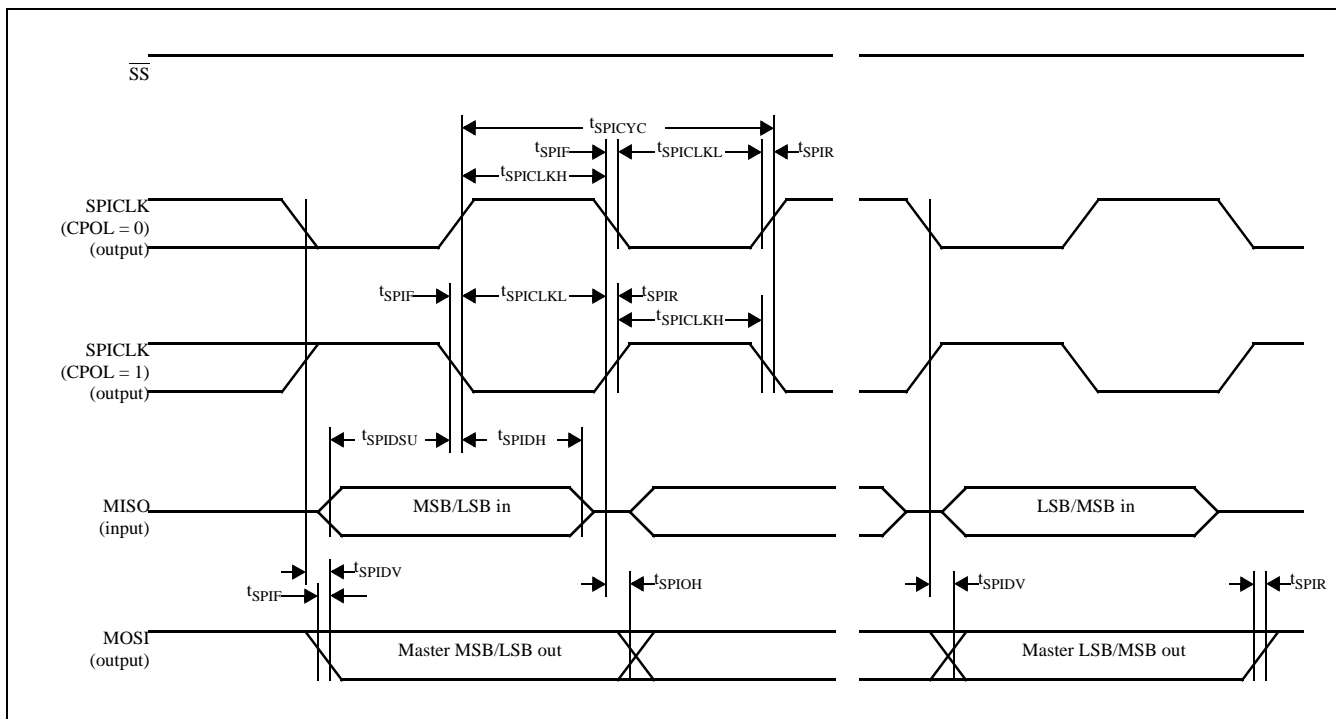 SS
tSPICYC
tSPIF
tSPICLKL
tSPIR
tSPICLKH
SPICLK
(CPOL = 0)
(output)
tSPIF
tSPICLKL
tSPIR
tSPICLKH
SPICLK
(CPOL = 1)
(output)
tSPIDSU
tSPIDH
MISO
(input)
MSB/LSB in
LSB/MSB in
tSPIDV
tSPIF
tSPIOH
tSPIDV
tSPIR
MOSI
(output)
Master MSB/LSB out
Master LSB/MSB out